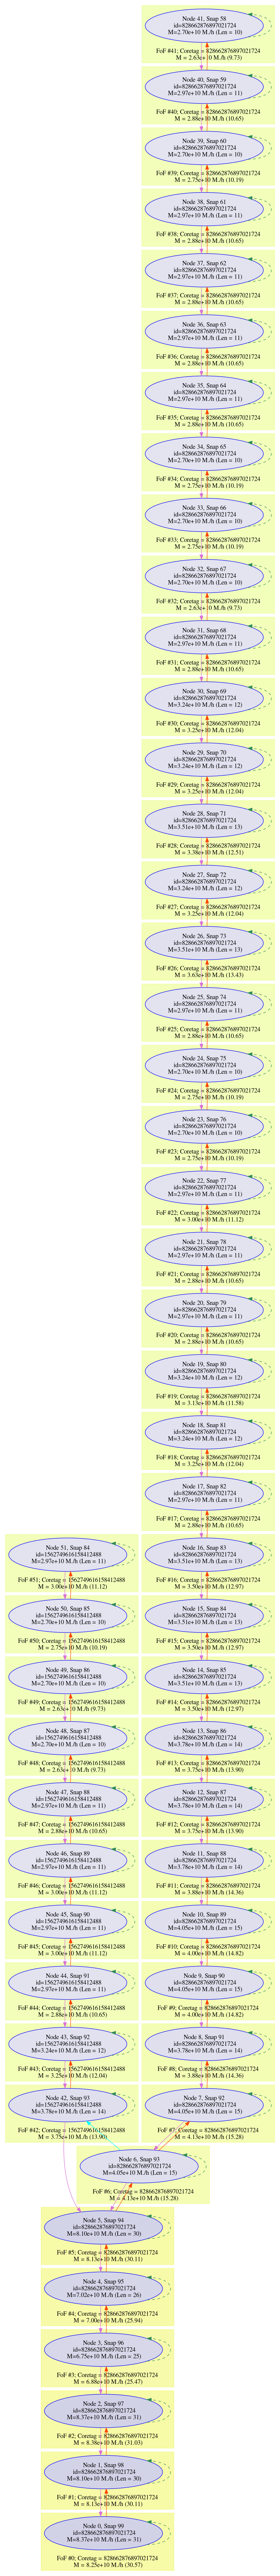 Node 41, Snap 58
id=828662876897021724
M=2.70e+10 M./h (Len = 10)
FoF #41; Coretag = 828662876897021724
M = 2.63e+10 M./h (9.73)
Node 40, Snap 59
id=828662876897021724
M=2.97e+10 M./h (Len = 11)
FoF #40; Coretag = 828662876897021724
M = 2.88e+10 M./h (10.65)
Node 39, Snap 60
id=828662876897021724
M=2.70e+10 M./h (Len = 10)
FoF #39; Coretag = 828662876897021724
M = 2.75e+10 M./h (10.19)
Node 38, Snap 61
id=828662876897021724
M=2.97e+10 M./h (Len = 11)
FoF #38; Coretag = 828662876897021724
M = 2.88e+10 M./h (10.65)
Node 37, Snap 62
id=828662876897021724
M=2.97e+10 M./h (Len = 11)
FoF #37; Coretag = 828662876897021724
M = 2.88e+10 M./h (10.65)
Node 36, Snap 63
id=828662876897021724
M=2.97e+10 M./h (Len = 11)
FoF #36; Coretag = 828662876897021724
M = 2.88e+10 M./h (10.65)
Node 35, Snap 64
id=828662876897021724
M=2.97e+10 M./h (Len = 11)
FoF #35; Coretag = 828662876897021724
M = 2.88e+10 M./h (10.65)
Node 34, Snap 65
id=828662876897021724
M=2.70e+10 M./h (Len = 10)
FoF #34; Coretag = 828662876897021724
M = 2.75e+10 M./h (10.19)
Node 33, Snap 66
id=828662876897021724
M=2.70e+10 M./h (Len = 10)
FoF #33; Coretag = 828662876897021724
M = 2.75e+10 M./h (10.19)
Node 32, Snap 67
id=828662876897021724
M=2.70e+10 M./h (Len = 10)
FoF #32; Coretag = 828662876897021724
M = 2.63e+10 M./h (9.73)
Node 31, Snap 68
id=828662876897021724
M=2.97e+10 M./h (Len = 11)
FoF #31; Coretag = 828662876897021724
M = 2.88e+10 M./h (10.65)
Node 30, Snap 69
id=828662876897021724
M=3.24e+10 M./h (Len = 12)
FoF #30; Coretag = 828662876897021724
M = 3.25e+10 M./h (12.04)
Node 29, Snap 70
id=828662876897021724
M=3.24e+10 M./h (Len = 12)
FoF #29; Coretag = 828662876897021724
M = 3.25e+10 M./h (12.04)
Node 28, Snap 71
id=828662876897021724
M=3.51e+10 M./h (Len = 13)
FoF #28; Coretag = 828662876897021724
M = 3.38e+10 M./h (12.51)
Node 27, Snap 72
id=828662876897021724
M=3.24e+10 M./h (Len = 12)
FoF #27; Coretag = 828662876897021724
M = 3.25e+10 M./h (12.04)
Node 26, Snap 73
id=828662876897021724
M=3.51e+10 M./h (Len = 13)
FoF #26; Coretag = 828662876897021724
M = 3.63e+10 M./h (13.43)
Node 25, Snap 74
id=828662876897021724
M=2.97e+10 M./h (Len = 11)
FoF #25; Coretag = 828662876897021724
M = 2.88e+10 M./h (10.65)
Node 24, Snap 75
id=828662876897021724
M=2.70e+10 M./h (Len = 10)
FoF #24; Coretag = 828662876897021724
M = 2.75e+10 M./h (10.19)
Node 23, Snap 76
id=828662876897021724
M=2.70e+10 M./h (Len = 10)
FoF #23; Coretag = 828662876897021724
M = 2.75e+10 M./h (10.19)
Node 22, Snap 77
id=828662876897021724
M=2.97e+10 M./h (Len = 11)
FoF #22; Coretag = 828662876897021724
M = 3.00e+10 M./h (11.12)
Node 21, Snap 78
id=828662876897021724
M=2.97e+10 M./h (Len = 11)
FoF #21; Coretag = 828662876897021724
M = 2.88e+10 M./h (10.65)
Node 20, Snap 79
id=828662876897021724
M=2.97e+10 M./h (Len = 11)
FoF #20; Coretag = 828662876897021724
M = 2.88e+10 M./h (10.65)
Node 19, Snap 80
id=828662876897021724
M=3.24e+10 M./h (Len = 12)
FoF #19; Coretag = 828662876897021724
M = 3.13e+10 M./h (11.58)
Node 18, Snap 81
id=828662876897021724
M=3.24e+10 M./h (Len = 12)
FoF #18; Coretag = 828662876897021724
M = 3.25e+10 M./h (12.04)
Node 17, Snap 82
id=828662876897021724
M=2.97e+10 M./h (Len = 11)
FoF #17; Coretag = 828662876897021724
M = 2.88e+10 M./h (10.65)
Node 51, Snap 84
id=1562749616158412488
M=2.97e+10 M./h (Len = 11)
FoF #51; Coretag = 1562749616158412488
M = 3.00e+10 M./h (11.12)
Node 16, Snap 83
id=828662876897021724
M=3.51e+10 M./h (Len = 13)
FoF #16; Coretag = 828662876897021724
M = 3.50e+10 M./h (12.97)
Node 50, Snap 85
id=1562749616158412488
M=2.70e+10 M./h (Len = 10)
FoF #50; Coretag = 1562749616158412488
M = 2.75e+10 M./h (10.19)
Node 15, Snap 84
id=828662876897021724
M=3.51e+10 M./h (Len = 13)
FoF #15; Coretag = 828662876897021724
M = 3.50e+10 M./h (12.97)
Node 49, Snap 86
id=1562749616158412488
M=2.70e+10 M./h (Len = 10)
FoF #49; Coretag = 1562749616158412488
M = 2.63e+10 M./h (9.73)
Node 14, Snap 85
id=828662876897021724
M=3.51e+10 M./h (Len = 13)
FoF #14; Coretag = 828662876897021724
M = 3.50e+10 M./h (12.97)
Node 48, Snap 87
id=1562749616158412488
M=2.70e+10 M./h (Len = 10)
FoF #48; Coretag = 1562749616158412488
M = 2.63e+10 M./h (9.73)
Node 13, Snap 86
id=828662876897021724
M=3.78e+10 M./h (Len = 14)
FoF #13; Coretag = 828662876897021724
M = 3.75e+10 M./h (13.90)
Node 47, Snap 88
id=1562749616158412488
M=2.97e+10 M./h (Len = 11)
FoF #47; Coretag = 1562749616158412488
M = 2.88e+10 M./h (10.65)
Node 12, Snap 87
id=828662876897021724
M=3.78e+10 M./h (Len = 14)
FoF #12; Coretag = 828662876897021724
M = 3.75e+10 M./h (13.90)
Node 46, Snap 89
id=1562749616158412488
M=2.97e+10 M./h (Len = 11)
FoF #46; Coretag = 1562749616158412488
M = 3.00e+10 M./h (11.12)
Node 11, Snap 88
id=828662876897021724
M=3.78e+10 M./h (Len = 14)
FoF #11; Coretag = 828662876897021724
M = 3.88e+10 M./h (14.36)
Node 45, Snap 90
id=1562749616158412488
M=2.97e+10 M./h (Len = 11)
FoF #45; Coretag = 1562749616158412488
M = 3.00e+10 M./h (11.12)
Node 10, Snap 89
id=828662876897021724
M=4.05e+10 M./h (Len = 15)
FoF #10; Coretag = 828662876897021724
M = 4.00e+10 M./h (14.82)
Node 44, Snap 91
id=1562749616158412488
M=2.97e+10 M./h (Len = 11)
FoF #44; Coretag = 1562749616158412488
M = 2.88e+10 M./h (10.65)
Node 9, Snap 90
id=828662876897021724
M=4.05e+10 M./h (Len = 15)
FoF #9; Coretag = 828662876897021724
M = 4.00e+10 M./h (14.82)
Node 43, Snap 92
id=1562749616158412488
M=3.24e+10 M./h (Len = 12)
FoF #43; Coretag = 1562749616158412488
M = 3.25e+10 M./h (12.04)
Node 8, Snap 91
id=828662876897021724
M=3.78e+10 M./h (Len = 14)
FoF #8; Coretag = 828662876897021724
M = 3.88e+10 M./h (14.36)
Node 42, Snap 93
id=1562749616158412488
M=3.78e+10 M./h (Len = 14)
FoF #42; Coretag = 1562749616158412488
M = 3.75e+10 M./h (13.90)
Node 7, Snap 92
id=828662876897021724
M=4.05e+10 M./h (Len = 15)
FoF #7; Coretag = 828662876897021724
M = 4.13e+10 M./h (15.28)
Node 6, Snap 93
id=828662876897021724
M=4.05e+10 M./h (Len = 15)
FoF #6; Coretag = 828662876897021724
M = 4.13e+10 M./h (15.28)
Node 5, Snap 94
id=828662876897021724
M=8.10e+10 M./h (Len = 30)
FoF #5; Coretag = 828662876897021724
M = 8.13e+10 M./h (30.11)
Node 4, Snap 95
id=828662876897021724
M=7.02e+10 M./h (Len = 26)
FoF #4; Coretag = 828662876897021724
M = 7.00e+10 M./h (25.94)
Node 3, Snap 96
id=828662876897021724
M=6.75e+10 M./h (Len = 25)
FoF #3; Coretag = 828662876897021724
M = 6.88e+10 M./h (25.47)
Node 2, Snap 97
id=828662876897021724
M=8.37e+10 M./h (Len = 31)
FoF #2; Coretag = 828662876897021724
M = 8.38e+10 M./h (31.03)
Node 1, Snap 98
id=828662876897021724
M=8.10e+10 M./h (Len = 30)
FoF #1; Coretag = 828662876897021724
M = 8.13e+10 M./h (30.11)
Node 0, Snap 99
id=828662876897021724
M=8.37e+10 M./h (Len = 31)
FoF #0; Coretag = 828662876897021724
M = 8.25e+10 M./h (30.57)